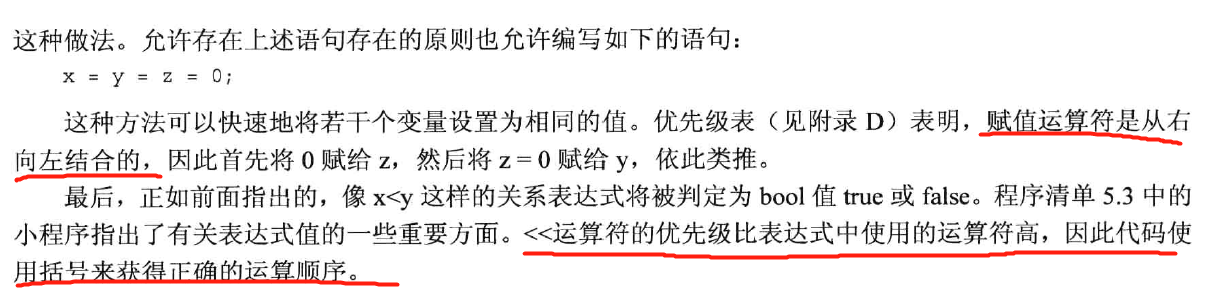 这种做法。允许存在上述语句存在的原则也允许编写如下的语句：
x = y = z = 0;
这种方法可以快速地将若干个变量设置为相同的值。优先级表（见附录 D）表明，赋值运算符是从右
向左结合的，因此首先将 0 赋给 z，然后将 z = 0 赋给 y，依此类推。
最后，正如前面指出的，像 x<y 这样的关系表达式将被判定为 bool 值 true 或 false。程序清单 5.3 中的
小程序指出了有关表达式值的一些重要方面。<<运算符的优先级比表达式中使用的运算符高，因此代码使
用括号来获得正确的运算顺序。